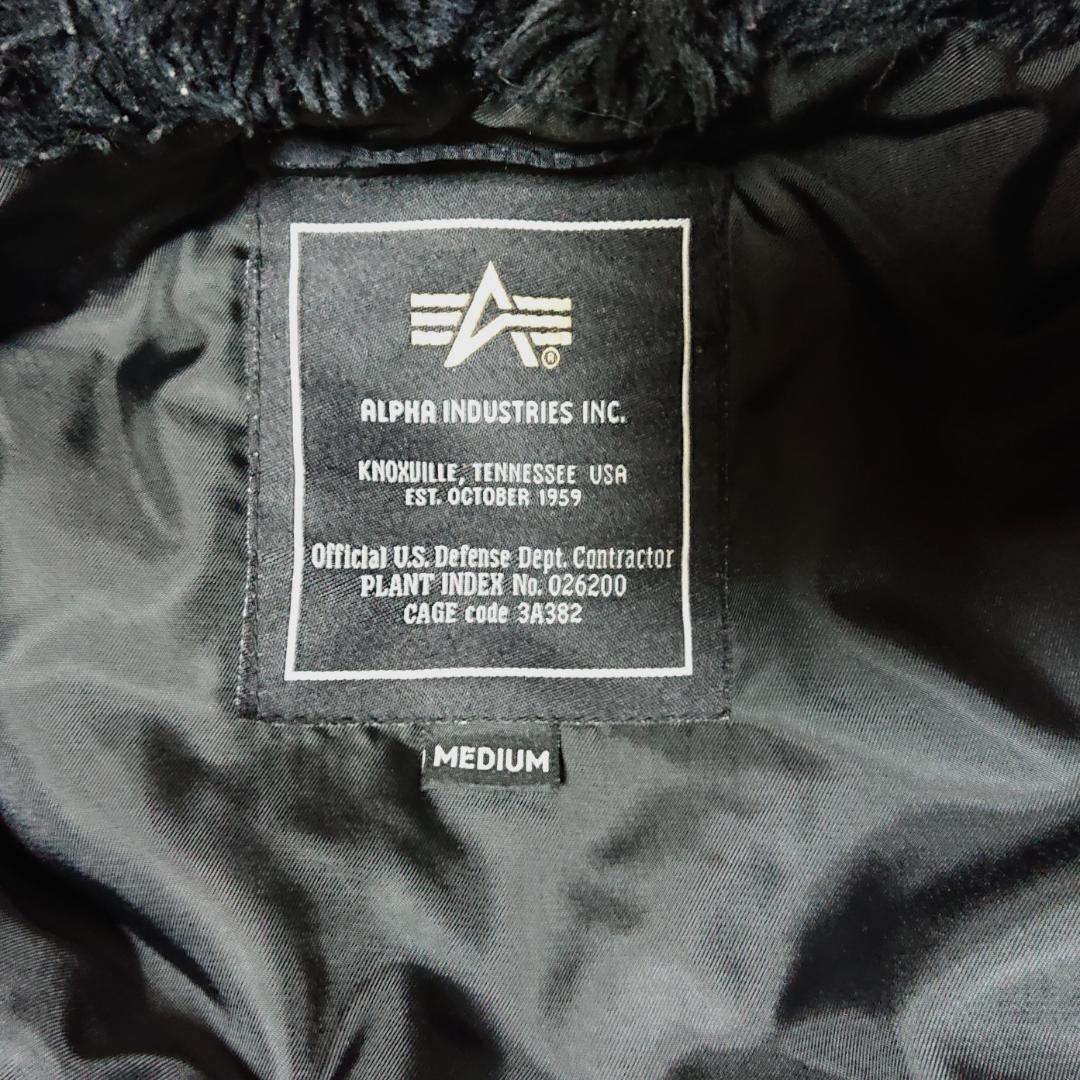 ALPHA INDUSTRIES INC.
KNOXVILLE, TENNESSEE USA
EST. OCTOBER 1959
Official U.S. Defense Dept. Contractor
PLANT INDEX No. 026200
CAGE code 3A382
MEDIUM